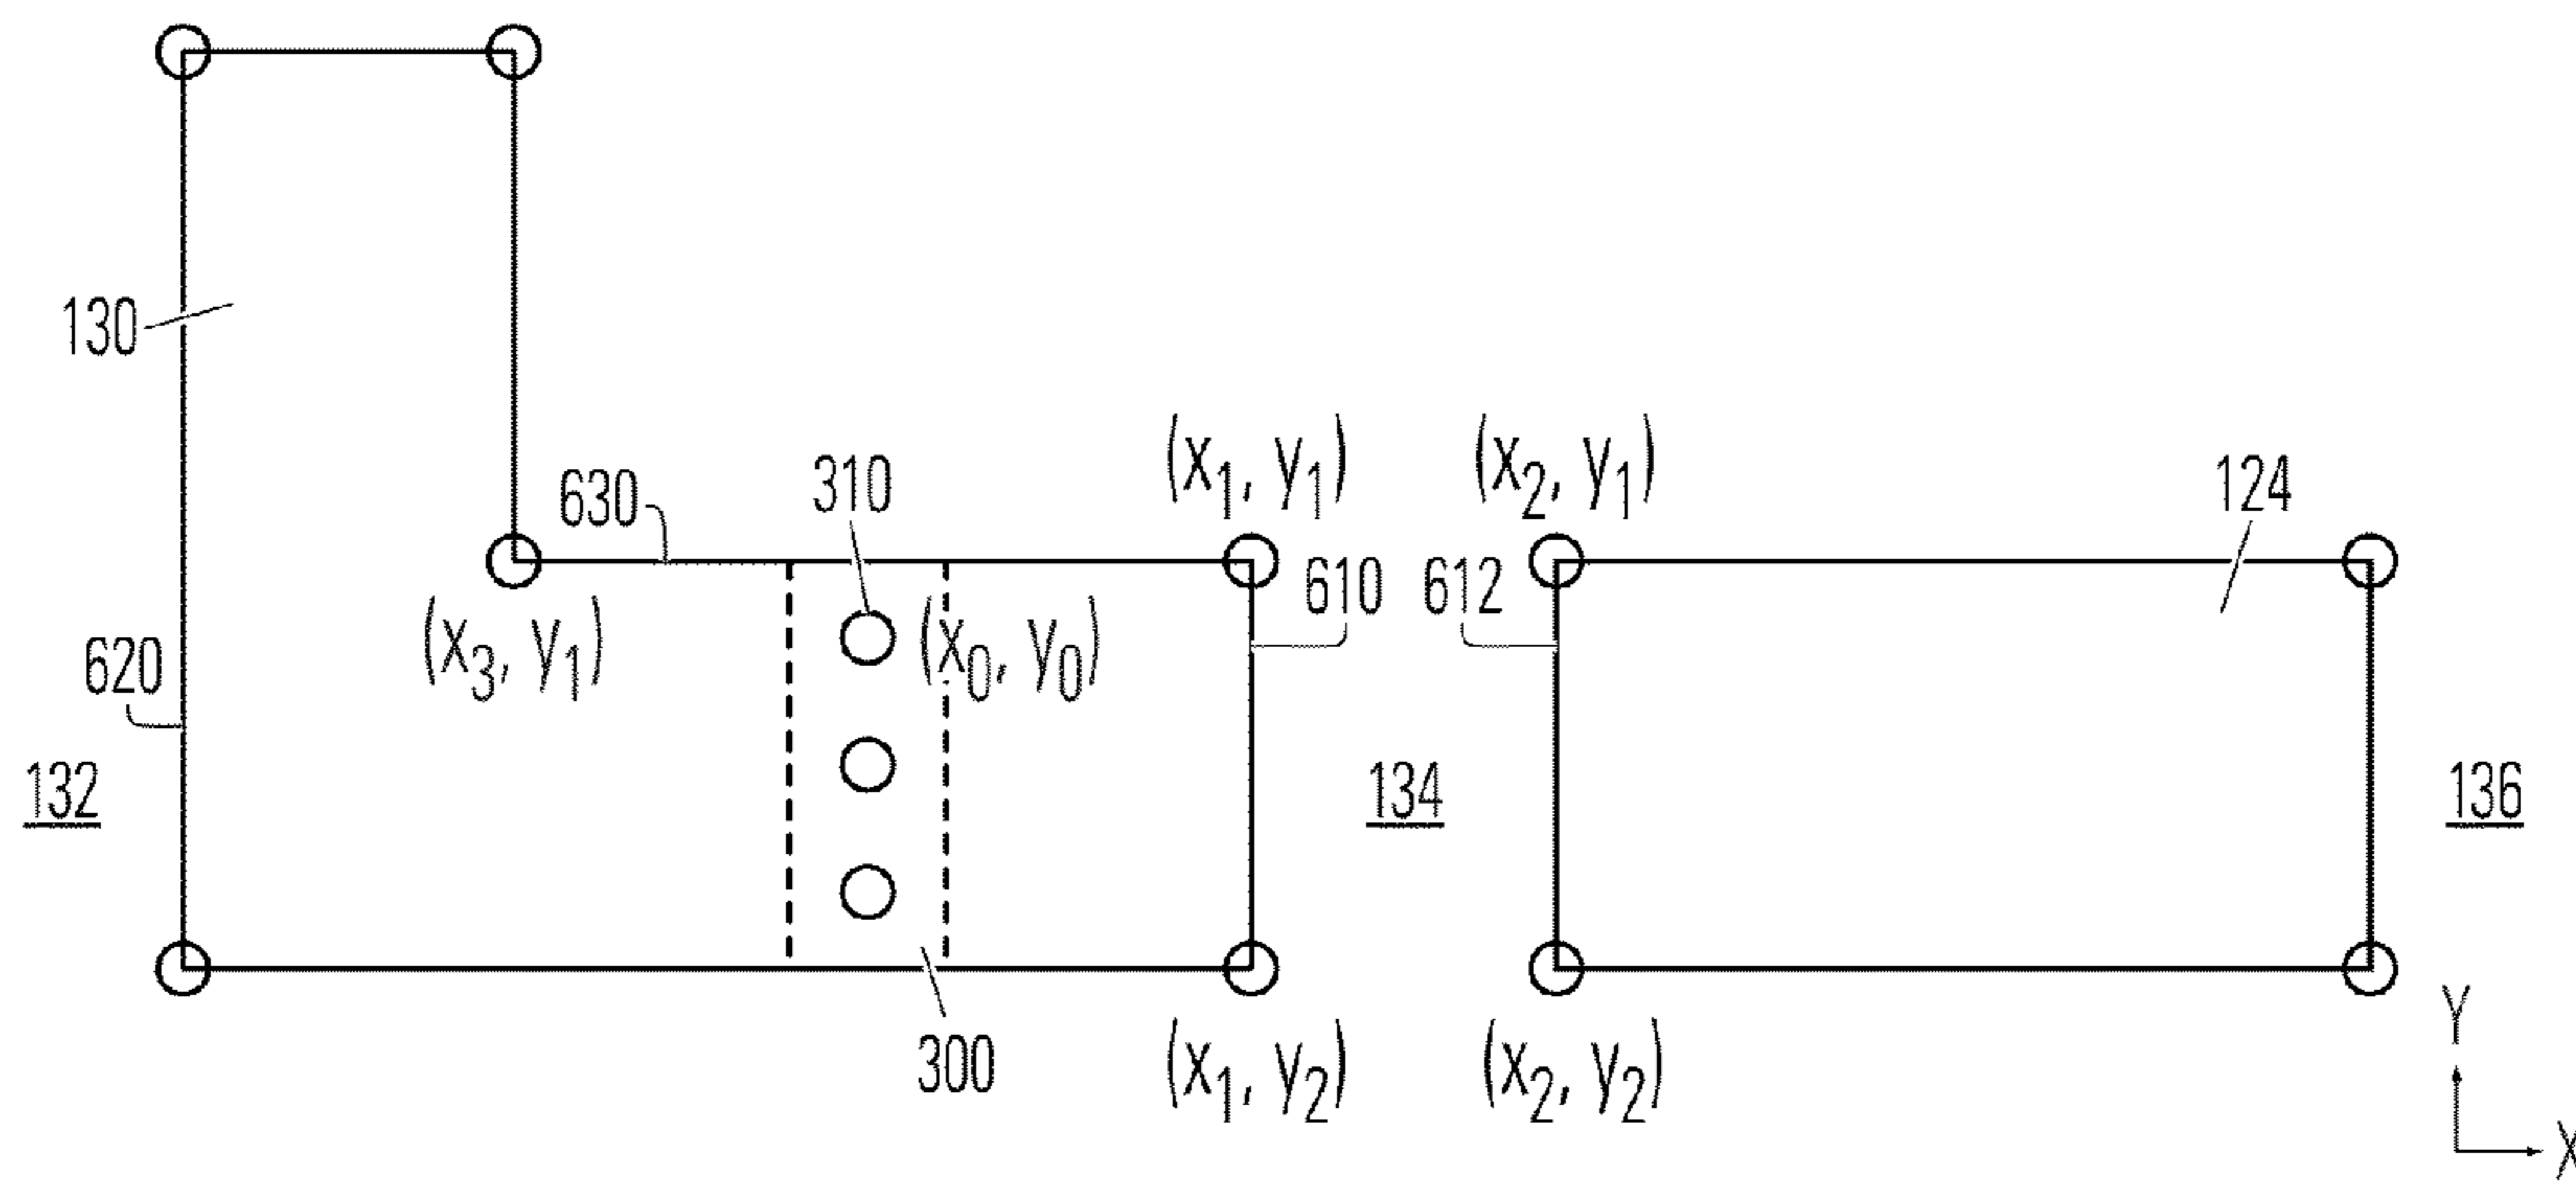 130
(x₁, y₁)
(x₂, y₁)
630
310
124
610
612
(x₃, y₁)
(x₀, y₀)
620
132
134
136
300
(x₁, y₂)
(x₂, y₂)
Y
X